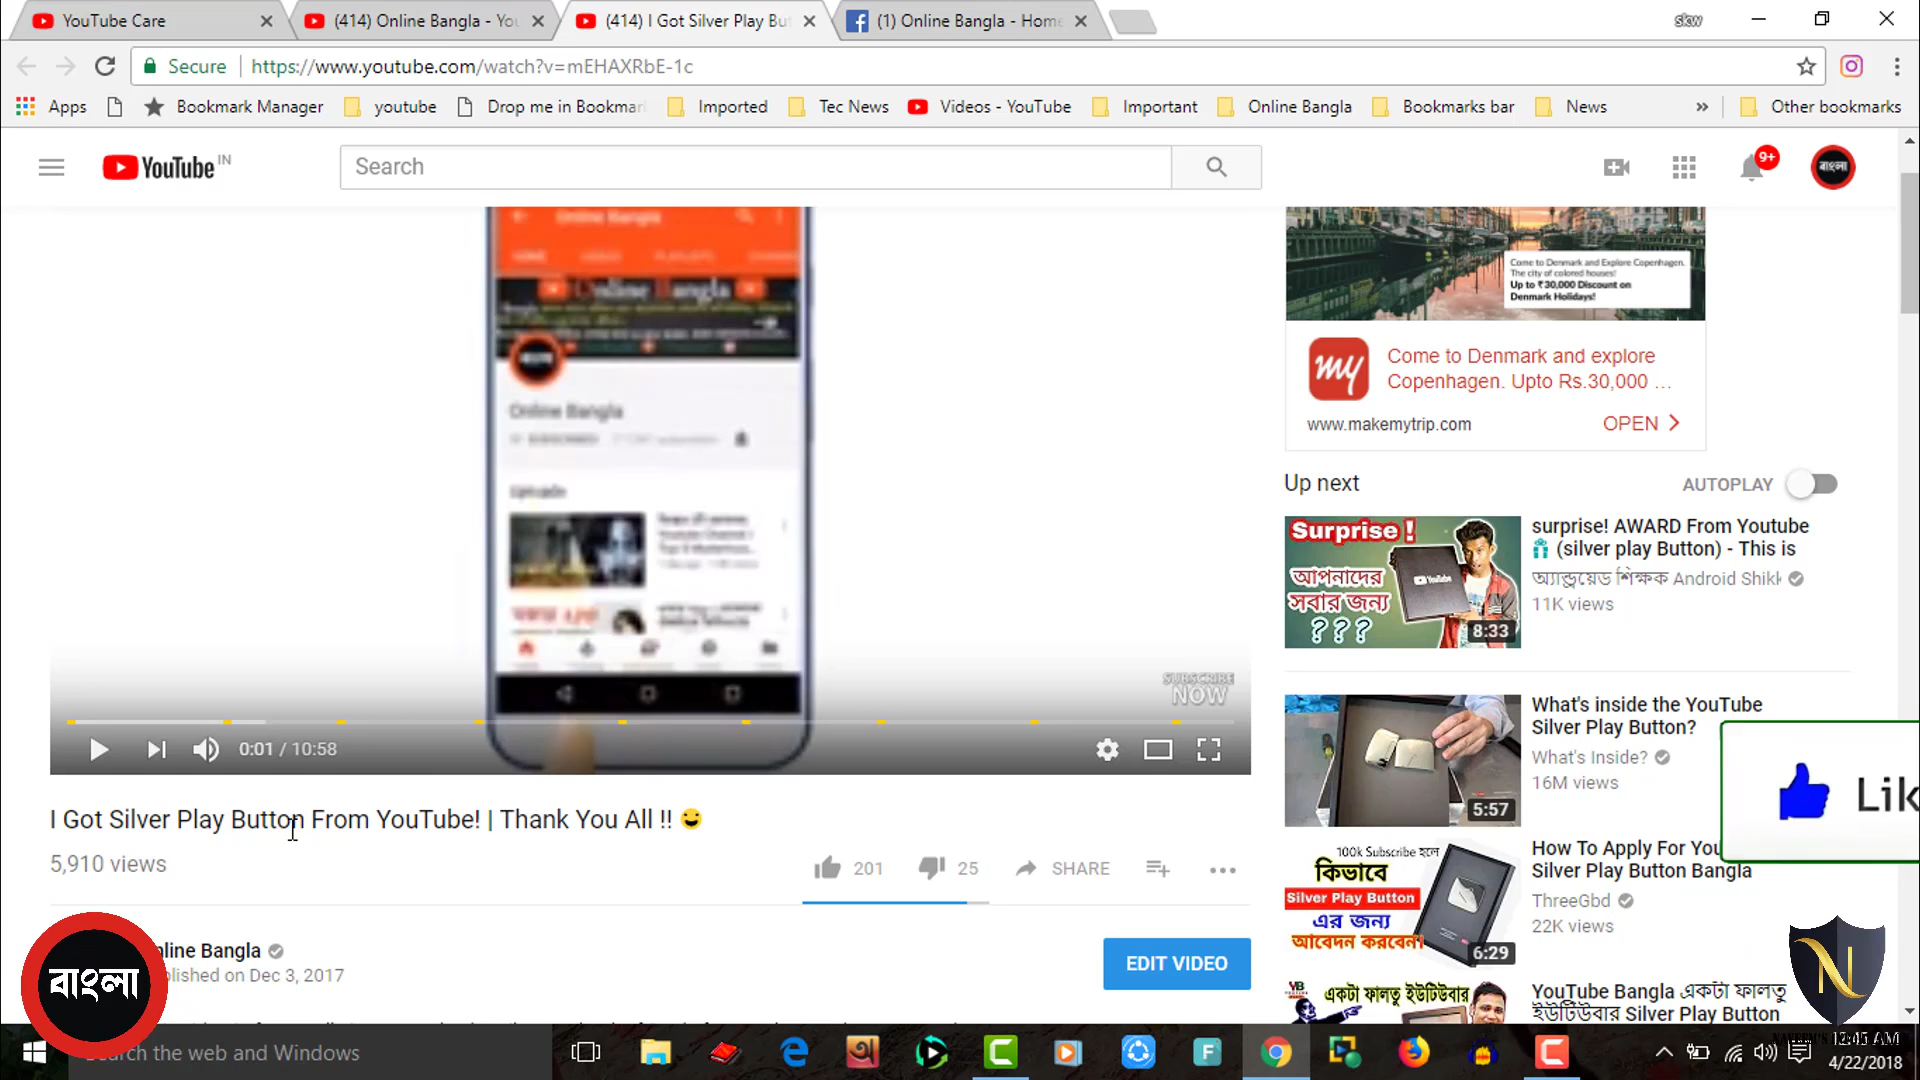 YouTube Care
(414) Online Bangla - You
(414) I Got Silver Play But
(1) Online Bangla - Home
skw
Secure | https://www.youtube.com/watch?v=mEHAXRbE-1c
Apps Bookmark Manager youtube Drop me in Bookmar Imported Tec News Videos - YouTube Important Online Bangla Bookmarks bar News » Other bookmarks
YouTube IN
Search
9+
বাংলা
Online Bangla
Online Bangla
Online Bangla
Uploads
SUBSCRIBE
NOW
0:01 / 10:58
I Got Silver Play Button From YouTube! | Thank You All !!
5,910 views
201 25 SHARE
nline Bangla
blished on Dec 3, 2017
EDIT VIDEO
বাংলা
Come to Denmark and Explore Copenhagen.
The city of colored houses!
Up to ₹30,000 Discount on
Denmark Holidays!
my
Come to Denmark and explore
Copenhagen. Upto Rs.30,000 ...
www.makemytrip.com OPEN
Up next AUTOPLAY
Surprise !
আপনাদের
সবার জন্য
???
YouTube
8:33
surprise! AWARD From Youtube
(silver play Button) - This is
অ্যান্ড্রয়েড শিক্ষক Android Shikk
11K views
5:57
What's inside the YouTube
Silver Play Button?
What's Inside?
16M views
Lik
100k Subscribe হলে
কিভাবে
Silver Play Button
এর জন্য
আবেদন করবেন!
6:29
How To Apply For You
Silver Play Button Bangla
ThreeGbd
22K views
একটা ফালতু ইউটিউবার
YouTube Bangla একটা ফালতু
ইউটিউবার Silver Play Button
N
Search the web and Windows
12:45 AM
4/22/2018